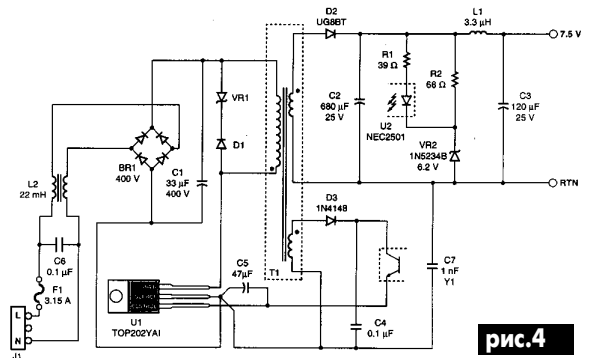 D2
UG8BT
L1
3.3 µH
7.5 V
R1
39 Ω
R2
68 Ω
VR1
C2
680 µF
25 V
C3
120 µF
25 V
U2
NEC2501
BR1
400 V
C1
33 µF
400 V
D1
VR2
1N5234B
6.2 V
L2
22 mH
RTN
D3
1N4148
C6
0.1 µF
C5
47µF
T1
C7
1 nF
Y1
F1
3.15 A
L
N
J1
U1
TOP202YAI
C4
0.1 µF
рис.4